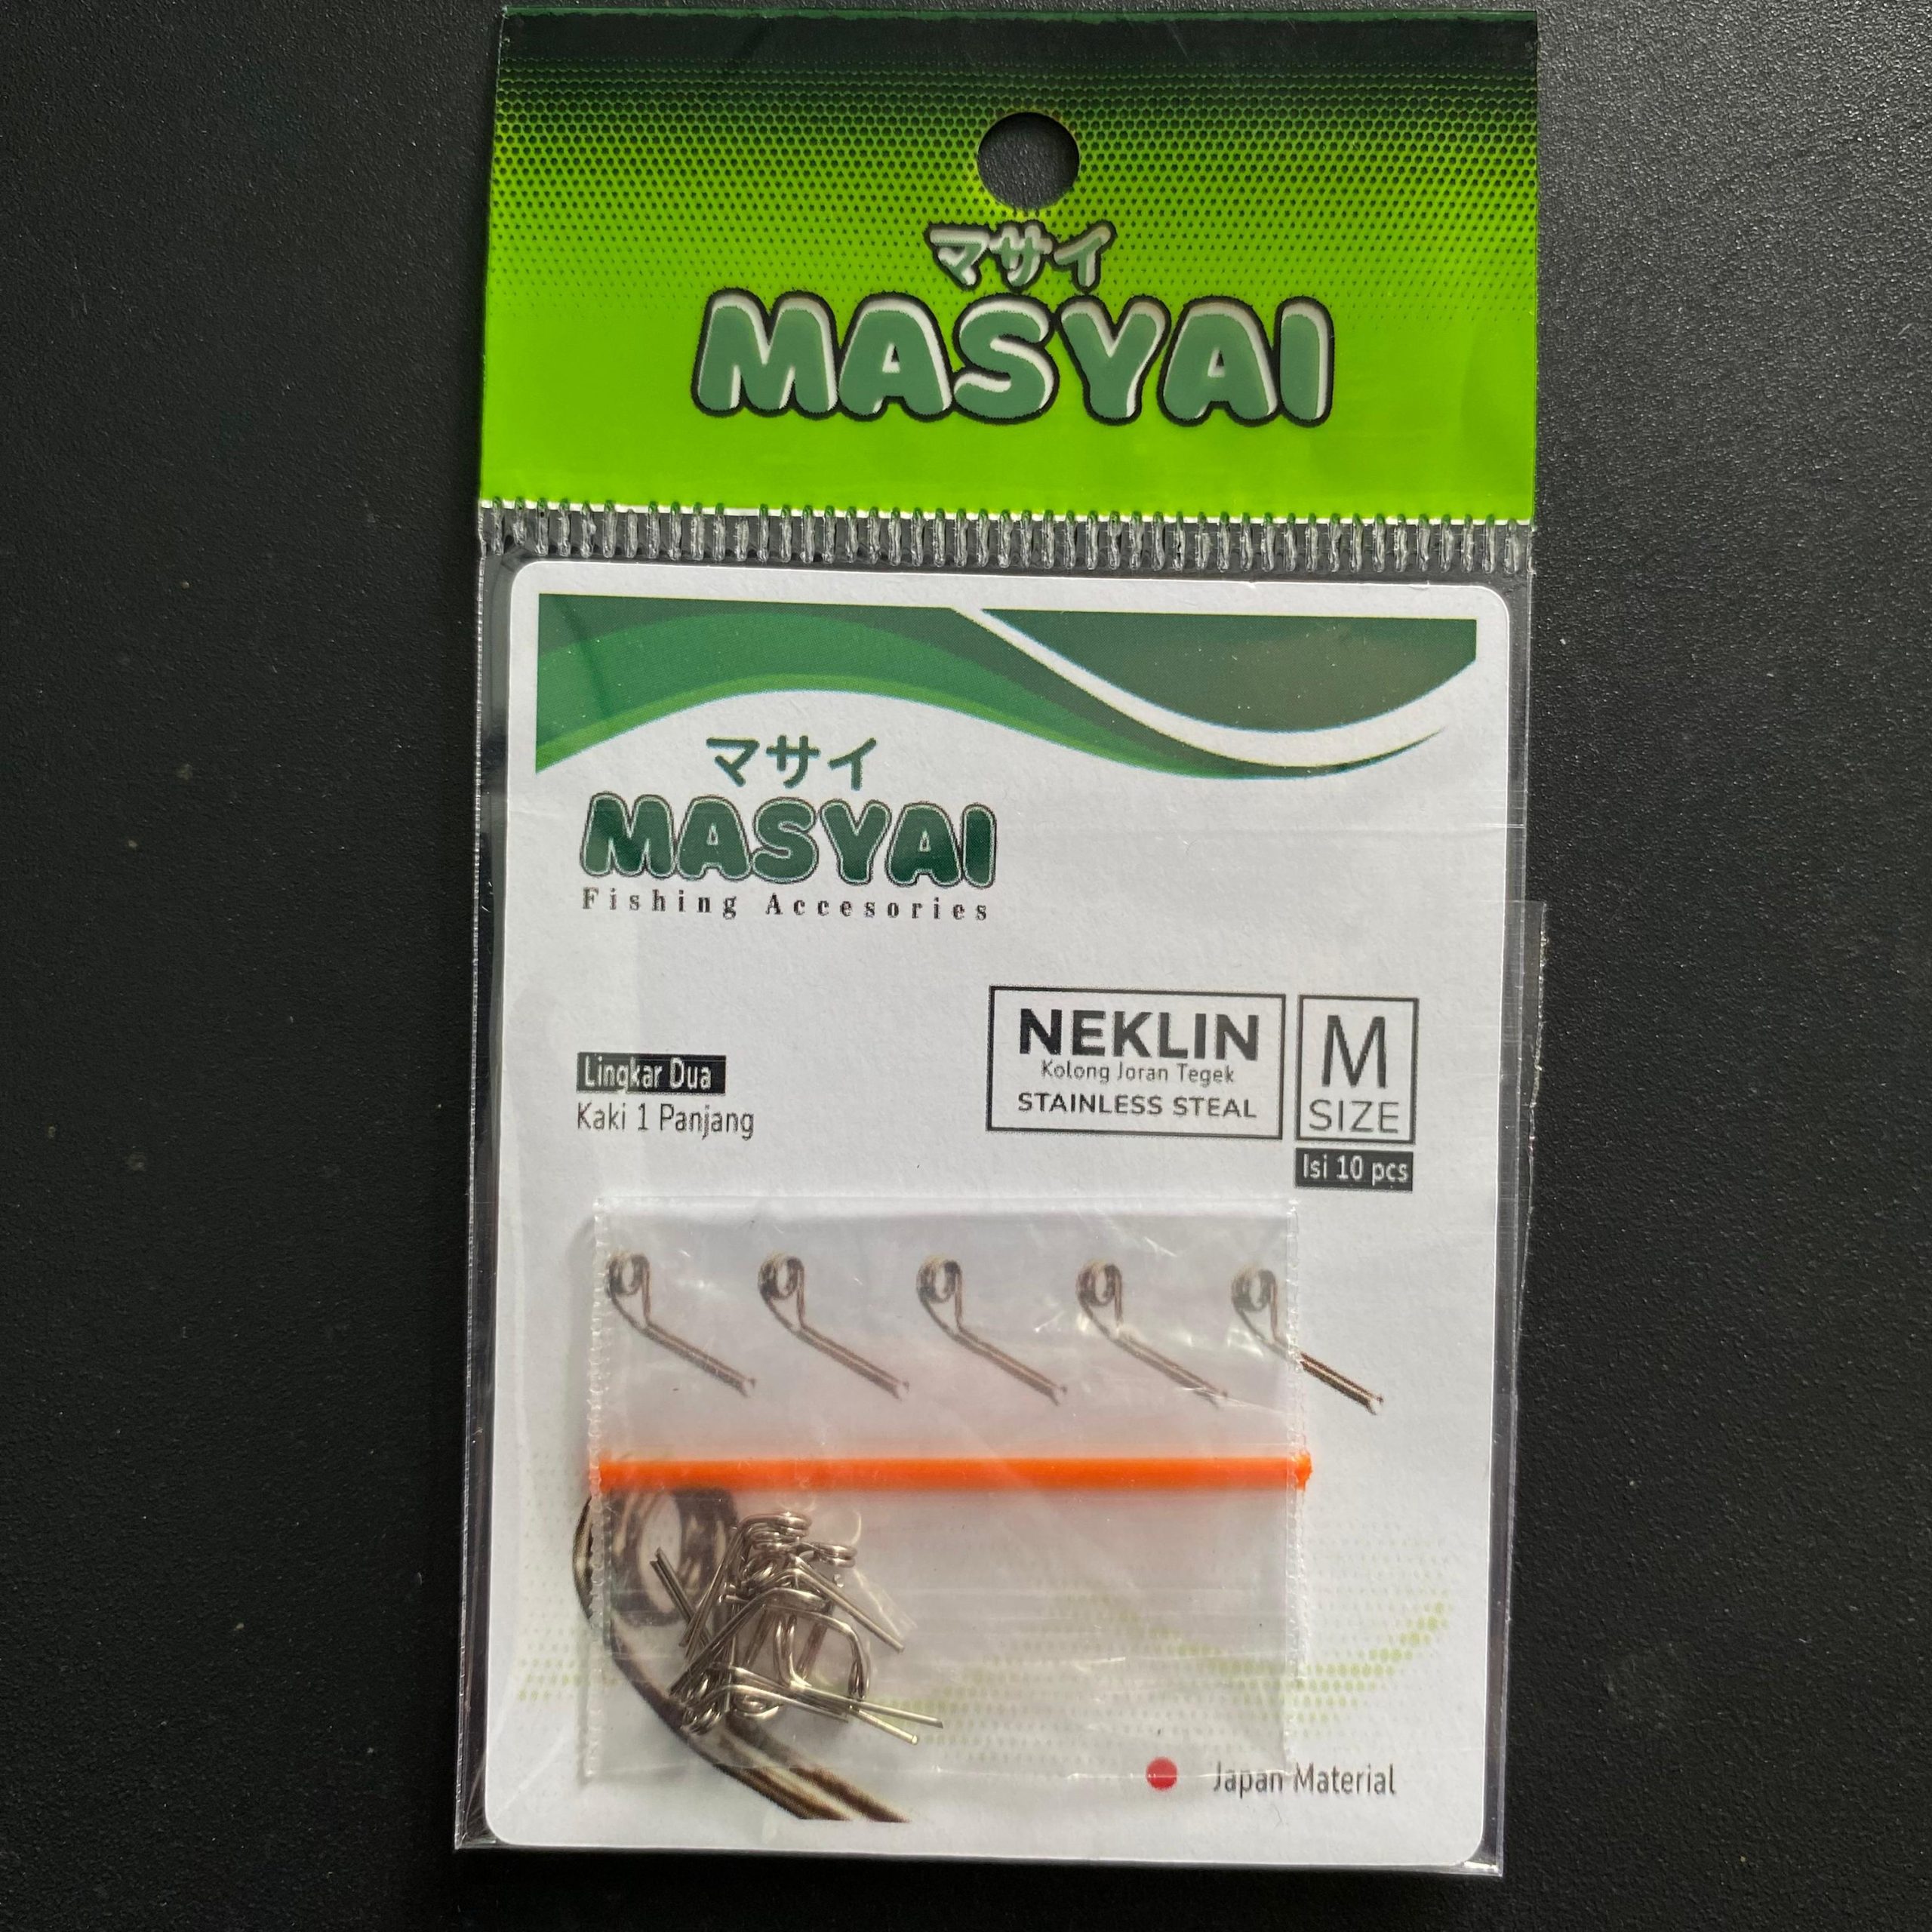 マサイ
MASYAI
マサイ
MASYAI
Fishing Accesories
NEKLIN
Kolong Joran Tegek
STAINLESS STEAL
M
SIZE
Isi 10 pcs
Lingkar Dua
Kaki 1 Panjang
Japan Material